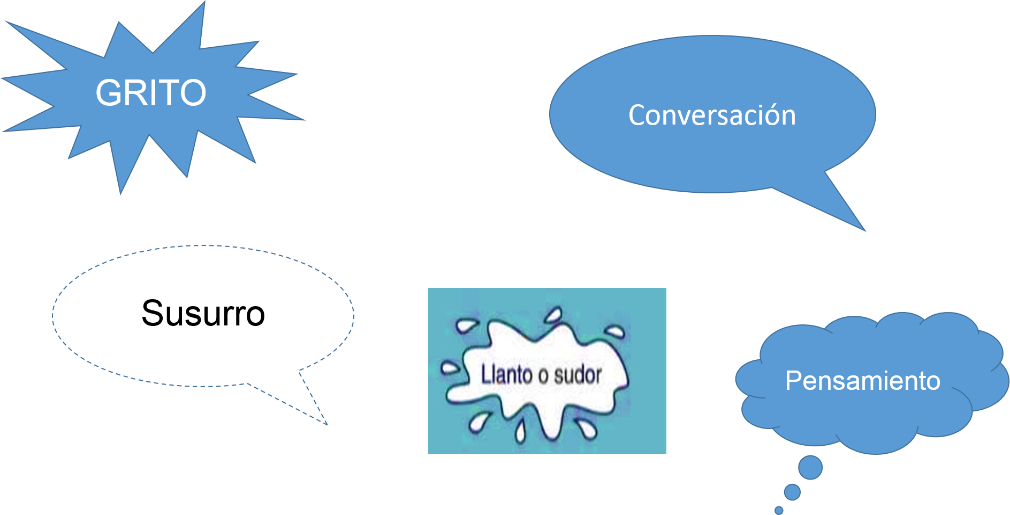 GRITO
Conversación
Susurro
Llanto o sudor
Pensamiento